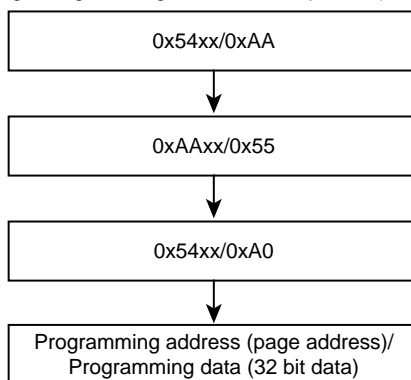 0x54xx/0xAA
0xAAxx/0x55
0x54xx/0xA0
Programming address (page address)/
Programming data (32 bit data)